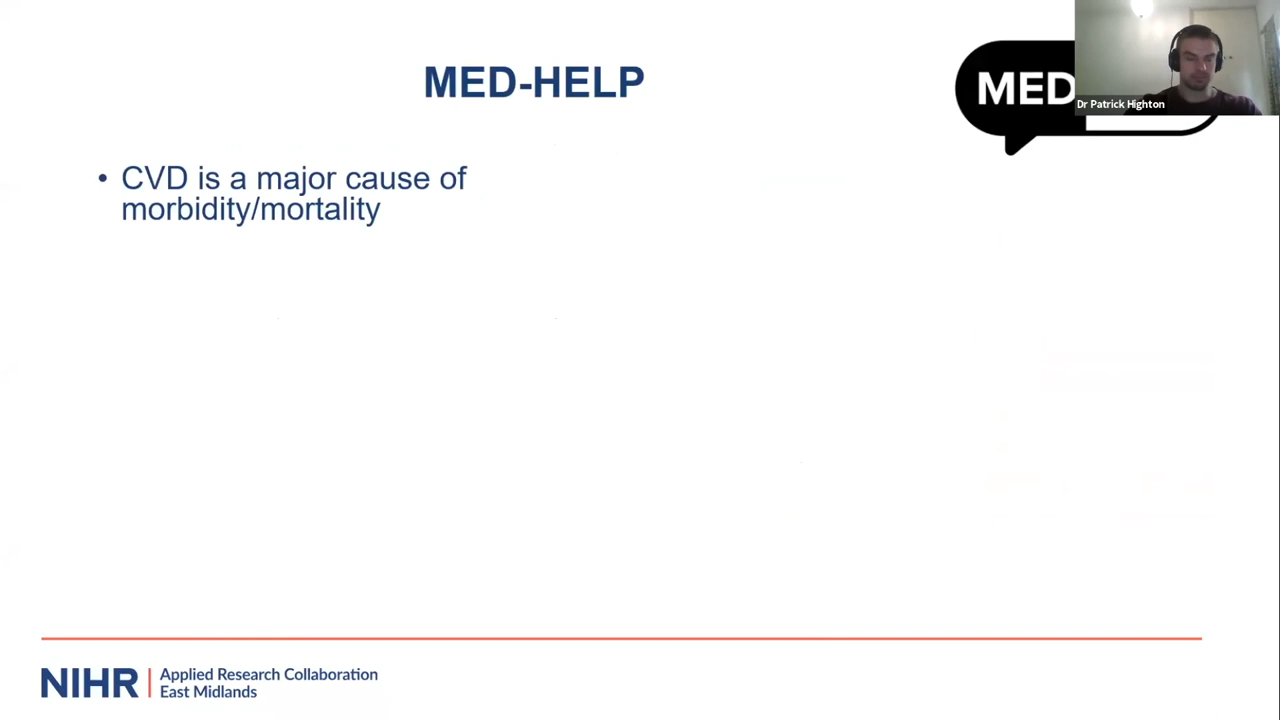 MED-HELP
MED
Dr Patrick Highton
• CVD is a major cause of
morbidity/mortality
NIHR
Applied Research Collaboration
East Midlands